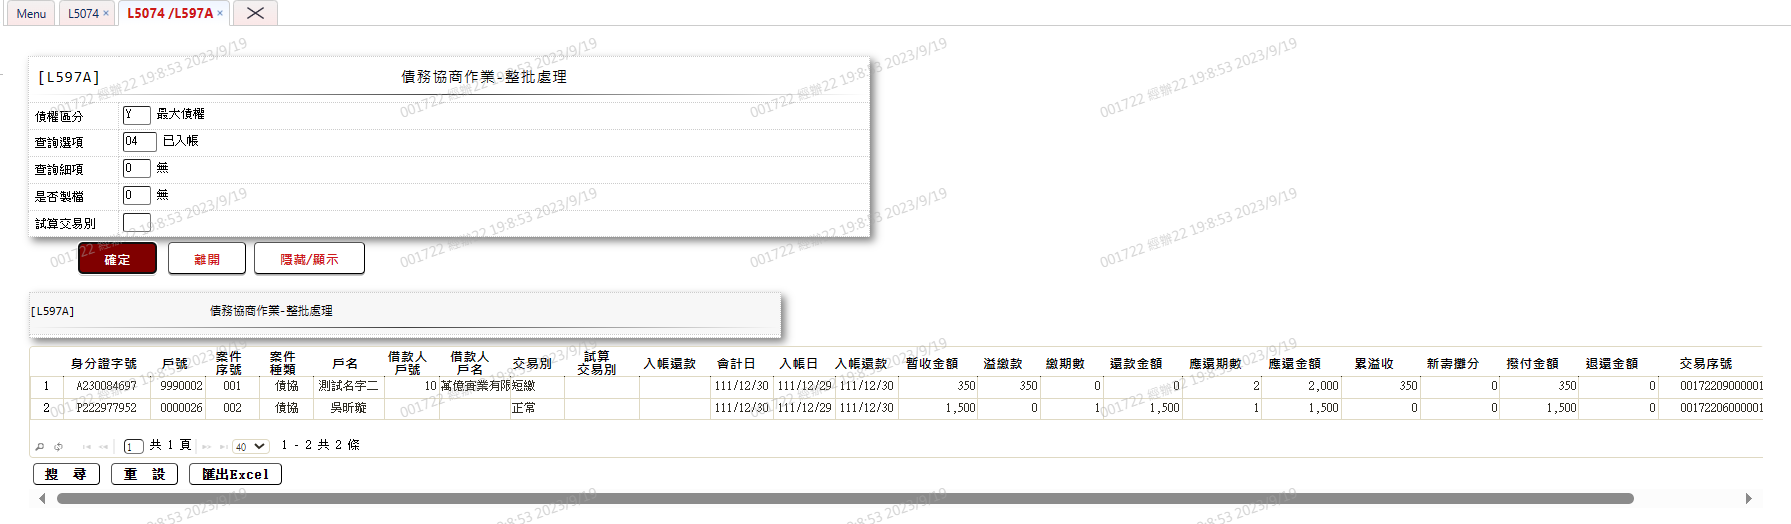 Menu L5074 × L5074 /L597A ×
[L597A] 債務協商作業-整批處理
債權區分 Y 最大債權
查詢選項 04 已入帳
查詢細項 0 無
是否製檔 0 無
試算交易別
確定 離開 隱藏/顯示
[L597A] 債務協商作業-整批處理
身分證字號 戶號 案件序號 案件種類 戶名 借款人戶號 借款人戶名 交易別 試算交易別 入帳還款 會計日 入帳日 入帳還款 暫收金額 溢繳款 繳期數 還款金額 應還期數 應還金額 累溢收 新壽攤分 撥付金額 退還金額 交易序號
1 A230084697 9990002 001 債協 測試名字二 10 萬億實業有限 短繳 111/12/30 111/12/29 111/12/30 350 350 0 0 2 2,000 350 0 350 0 00172209000001
2 P222977952 0000026 002 債協 吳昕璇 正常 111/12/30 111/12/29 111/12/30 1,500 0 1 1,500 1 1,500 0 0 1,500 0 00172206000001
1 共 1 頁 40 1 - 2 共 2 條
搜 尋 重 設 匯出Excel
001722 經辦22 19:8:53 2023/9/19